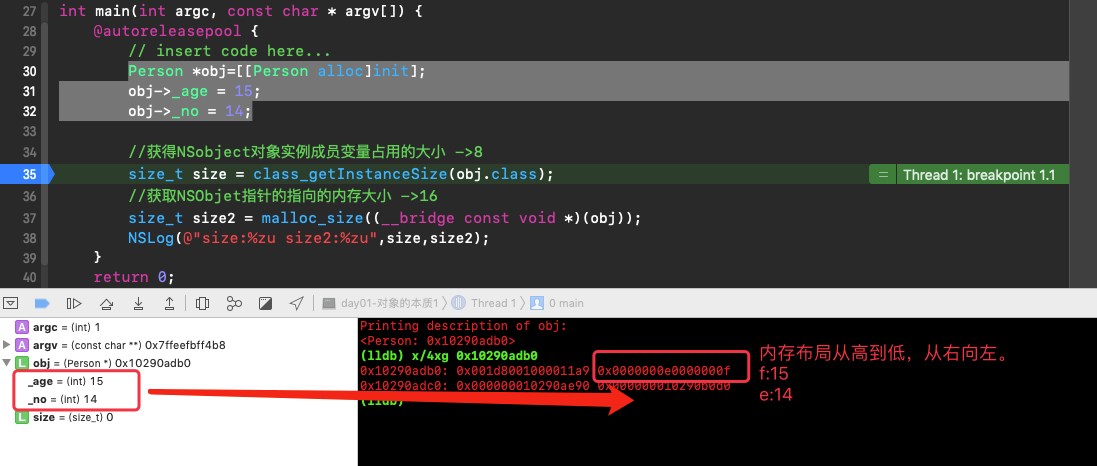 27 int main(int argc, const char * argv[]) {
28 @autoreleasepool {
29 // insert code here...
30 Person *obj=[[Person alloc]init];
31 obj->_age = 15;
32 obj->_no = 14;
33
34 //获得NSobject对象实例成员变量占用的大小 ->8
35 size_t size = class_getInstanceSize(obj.class); = Thread 1: breakpoint 1.1
36 //获取NSObjet指针的指向的内存大小 ->16
37 size_t size2 = malloc_size((__bridge const void *)(obj));
38 NSLog(@"size:%zu size2:%zu",size,size2);
39 }
40 return 0;
day01-对象的本质1 Thread 1 0 main
A argc = (int) 1
A argv = (const char **) 0x7ffeefbff4b8
L obj = (Person *) 0x10290adb0
_age = (int) 15
_no = (int) 14
L size = (size_t) 0
Printing description of obj:
<Person: 0x10290adb0>
(lldb) x/4xg 0x10290adb0
0x10290adb0: 0x001d8001000011a9 0x0000000e0000000f
0x10290adc0: 0x000000010290ae90 0x000000010290b0d0
(lldb)
内存布局从高到低，从右向左。
f:15
e:14